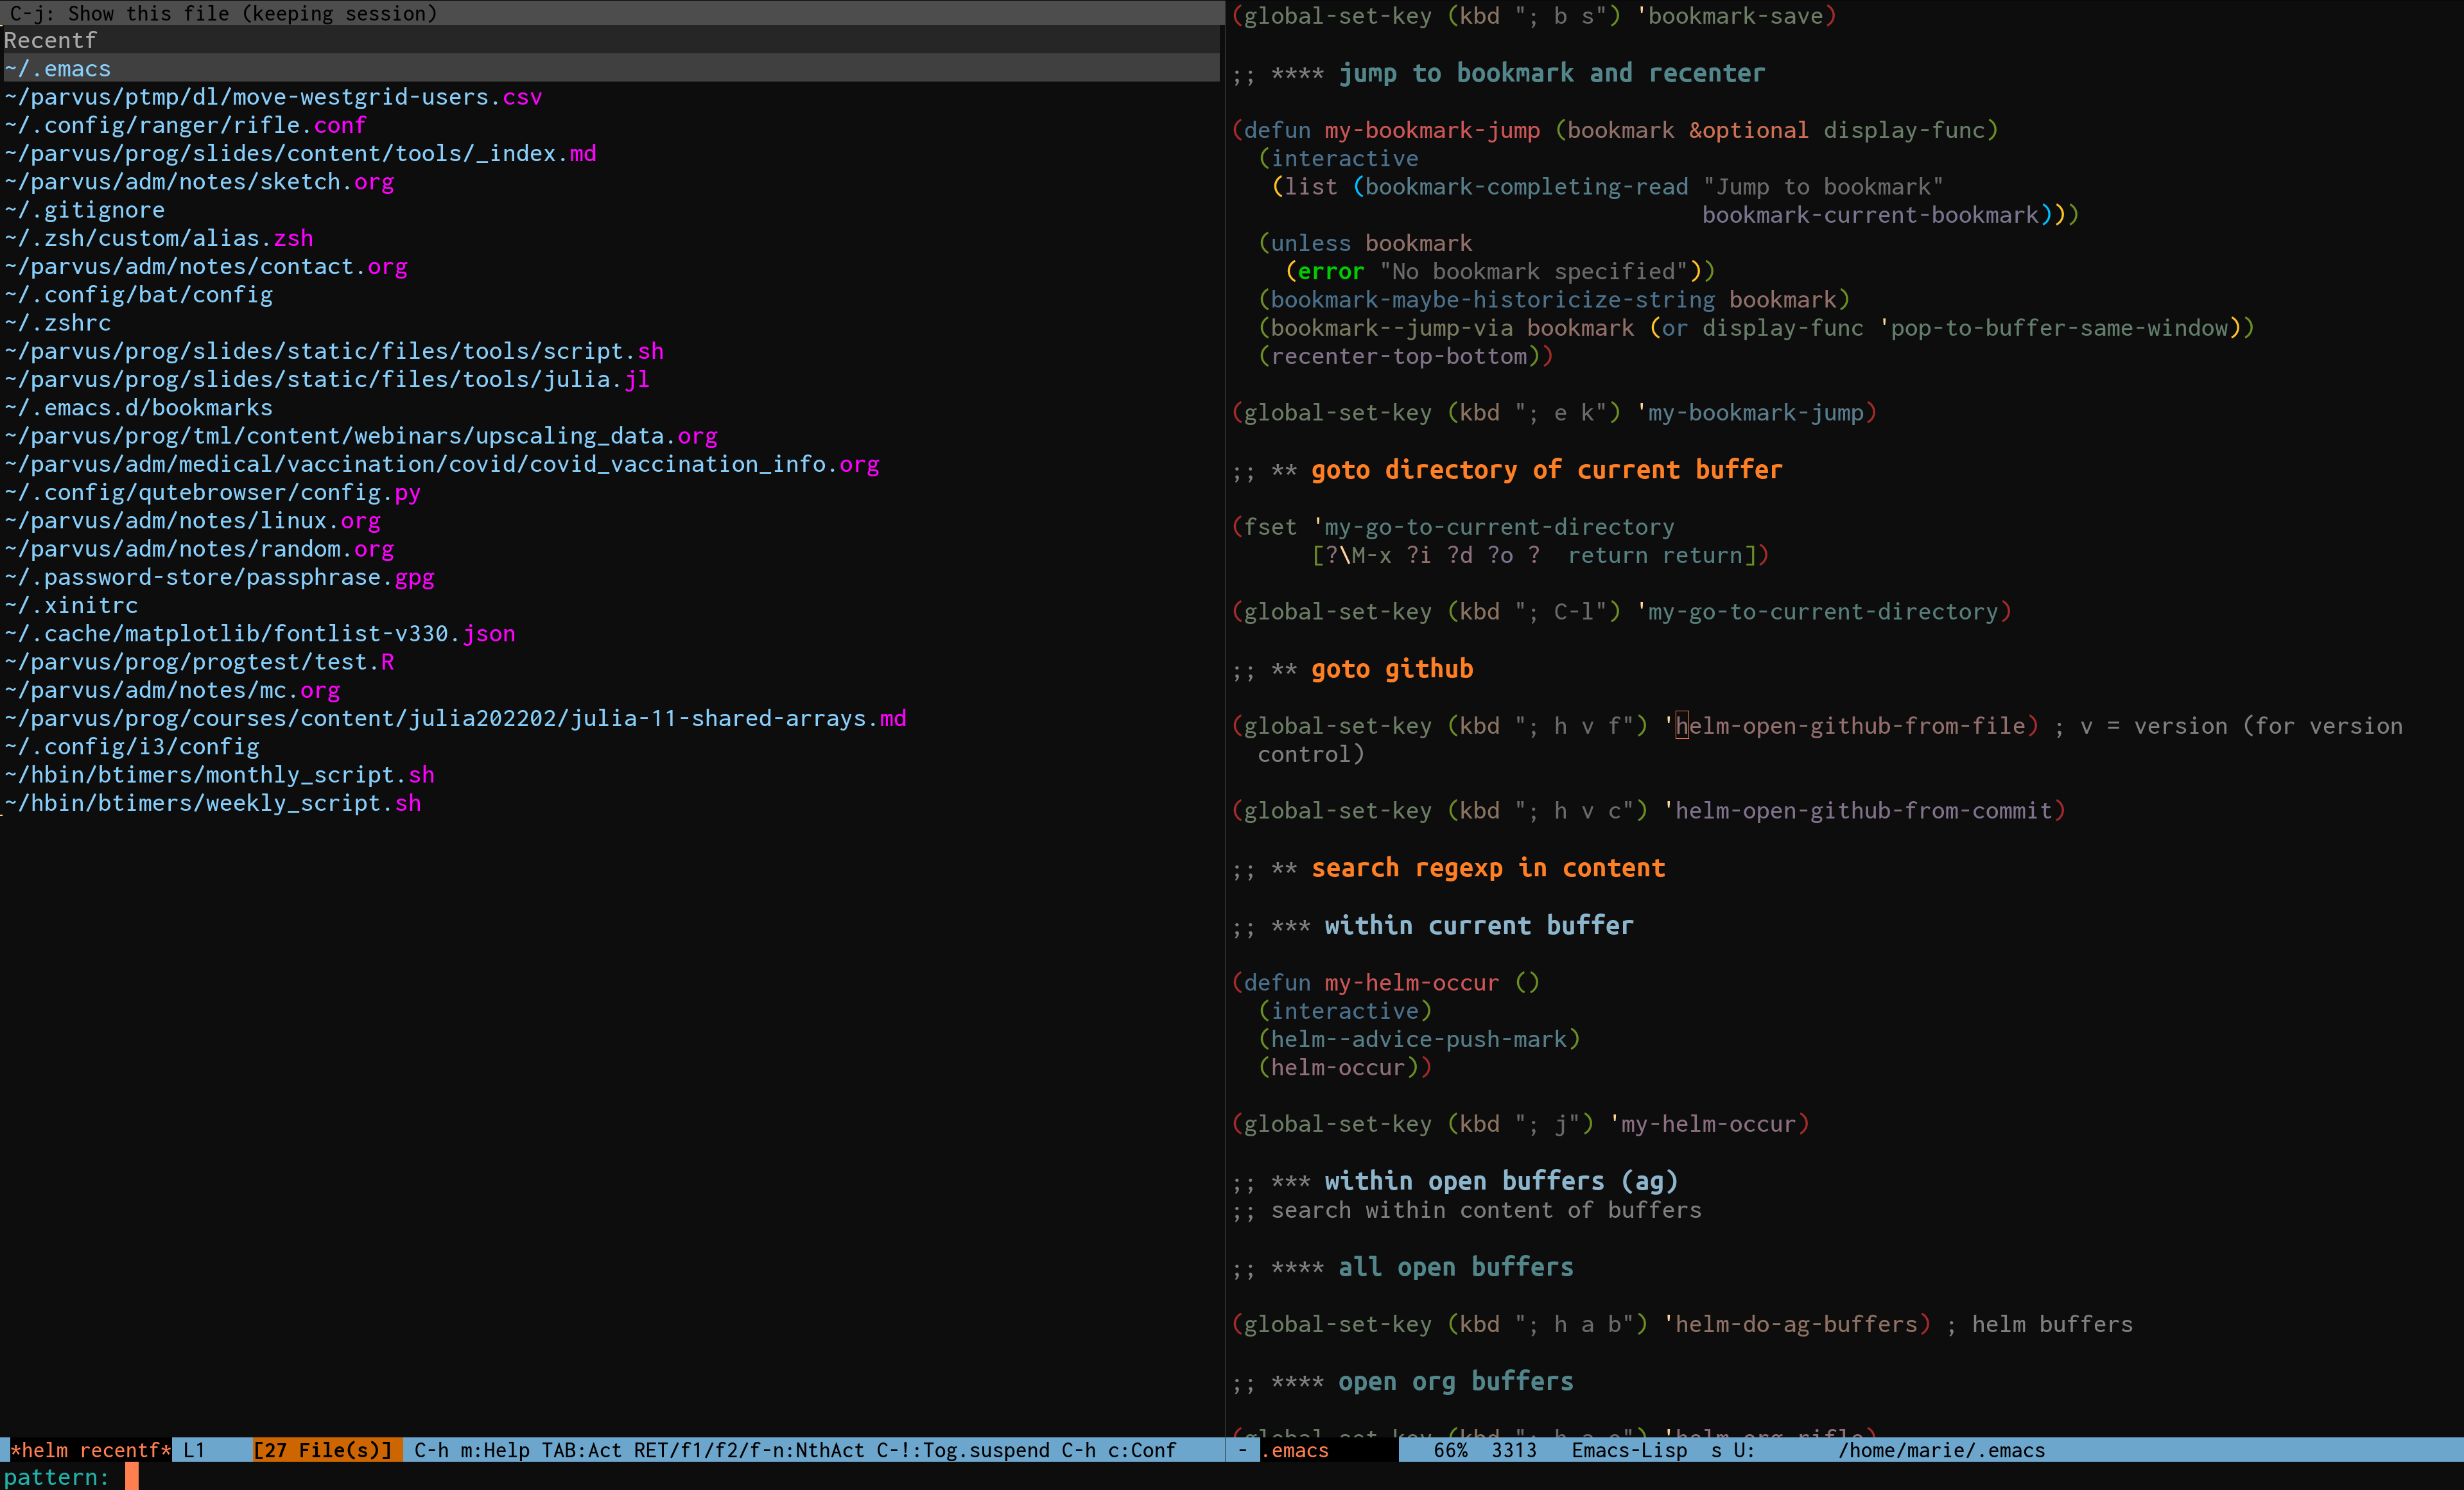 C-j: Show this file (keeping session)
Recentf
~/.emacs
~/parvus/ptmp/dl/move-westgrid-users.csv
~/.config/ranger/rifle.conf
~/parvus/prog/slides/content/tools/_index.md
~/parvus/adm/notes/sketch.org
~/.gitignore
~/.zsh/custom/alias.zsh
~/parvus/adm/notes/contact.org
~/.config/bat/config
~/.zshrc
~/parvus/prog/slides/static/files/tools/script.sh
~/parvus/prog/slides/static/files/tools/julia.jl
~/.emacs.d/bookmarks
~/parvus/prog/tml/content/webinars/upscaling_data.org
~/parvus/adm/medical/vaccination/covid/covid_vaccination_info.org
~/.config/qutebrowser/config.py
~/parvus/adm/notes/linux.org
~/parvus/adm/notes/random.org
~/.password-store/passphrase.gpg
~/.xinitrc
~/.cache/matplotlib/fontlist-v330.json
~/parvus/prog/progtest/test.R
~/parvus/adm/notes/mc.org
~/parvus/prog/courses/content/julia202202/julia-11-shared-arrays.md
~/.config/i3/config
~/hbin/btimers/monthly_script.sh
~/hbin/btimers/weekly_script.sh
*helm recentf* L1 [27 File(s)] C-h m:Help TAB:Act RET/f1/f2/f-n:NthAct C-!:Tog.suspend C-h c:Conf
pattern:
(global-set-key (kbd "; b s") 'bookmark-save)
;; **** jump to bookmark and recenter
(defun my-bookmark-jump (bookmark &optional display-func)
  (interactive
   (list (bookmark-completing-read "Jump to bookmark"
                                   bookmark-current-bookmark)))
  (unless bookmark
    (error "No bookmark specified"))
  (bookmark-maybe-historicize-string bookmark)
  (bookmark--jump-via bookmark (or display-func 'pop-to-buffer-same-window))
  (recenter-top-bottom))
(global-set-key (kbd "; e k") 'my-bookmark-jump)
;; ** goto directory of current buffer
(fset 'my-go-to-current-directory
      [?\M-x ?i ?d ?o ?  return return])
(global-set-key (kbd "; C-l") 'my-go-to-current-directory)
;; ** goto github
(global-set-key (kbd "; h v f") 'helm-open-github-from-file) ; v = version (for version
  control)
(global-set-key (kbd "; h v c") 'helm-open-github-from-commit)
;; ** search regexp in content
;; *** within current buffer
(defun my-helm-occur ()
  (interactive)
  (helm--advice-push-mark)
  (helm-occur))
(global-set-key (kbd "; j") 'my-helm-occur)
;; *** within open buffers (ag)
;; search within content of buffers
;; **** all open buffers
(global-set-key (kbd "; h a b") 'helm-do-ag-buffers) ; helm buffers
;; **** open org buffers
(global-set-key (kbd "; h a o") 'helm-org-rifle)
- .emacs 66% 3313 Emacs-Lisp s U: /home/marie/.emacs